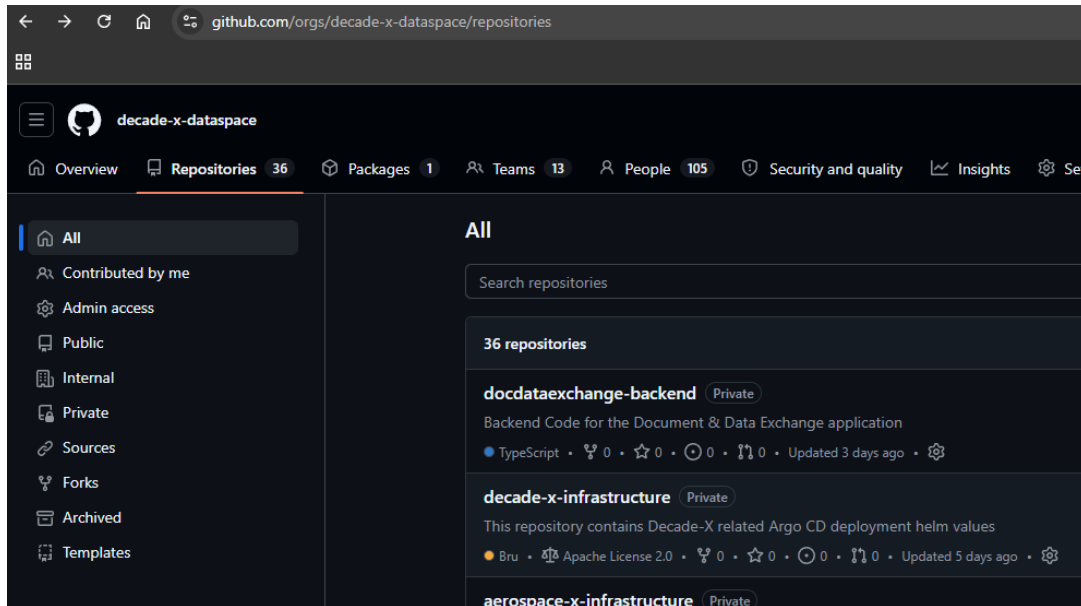 github.com/orgs/decade-x-dataspace/repositories
decade-x-dataspace
Overview Repositories 36 Packages 1 Teams 13 People 105 Security and quality Insights Se
All
Contributed by me
Admin access
Public
Internal
Private
Sources
Forks
Archived
Templates
All
Search repositories
36 repositories
docdataexchange-backend Private
Backend Code for the Document & Data Exchange application
TypeScript • 0 • 0 • 0 • 0 • Updated 3 days ago •
decade-x-infrastructure Private
This repository contains Decade-X related Argo CD deployment helm values
Bru • Apache License 2.0 • 0 • 0 • 0 • 0 • Updated 5 days ago •
aerospace-x-infrastructure Private